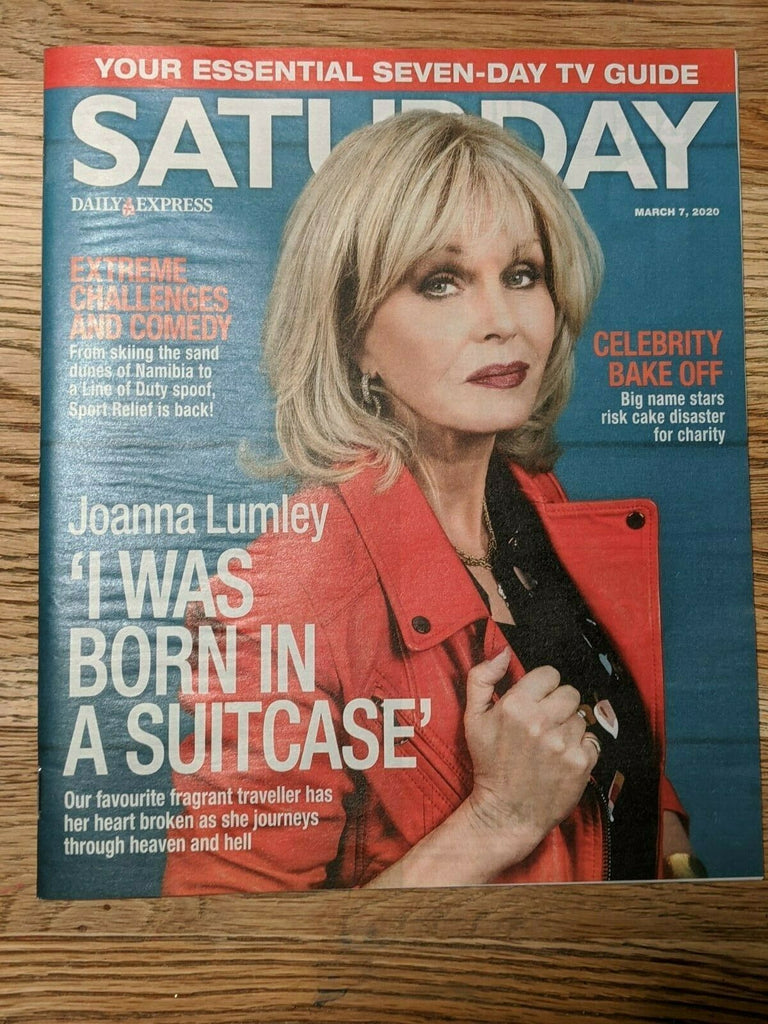 YOUR ESSENTIAL SEVEN-DAY TV GUIDE
SATURDAY
DAILY EXPRESS
MARCH 7, 2020
EXTREME
CHALLENGES
AND COMEDY
From skiing the sand
dunes of Namibia to
a Line of Duty spoof,
Sport Relief is back!
CELEBRITY
BAKE OFF
Big name stars
risk cake disaster
for charity
Joanna Lumley
‘I WAS
BORN IN
A SUITCASE’
Our favourite fragrant traveller has
her heart broken as she journeys
through heaven and hell